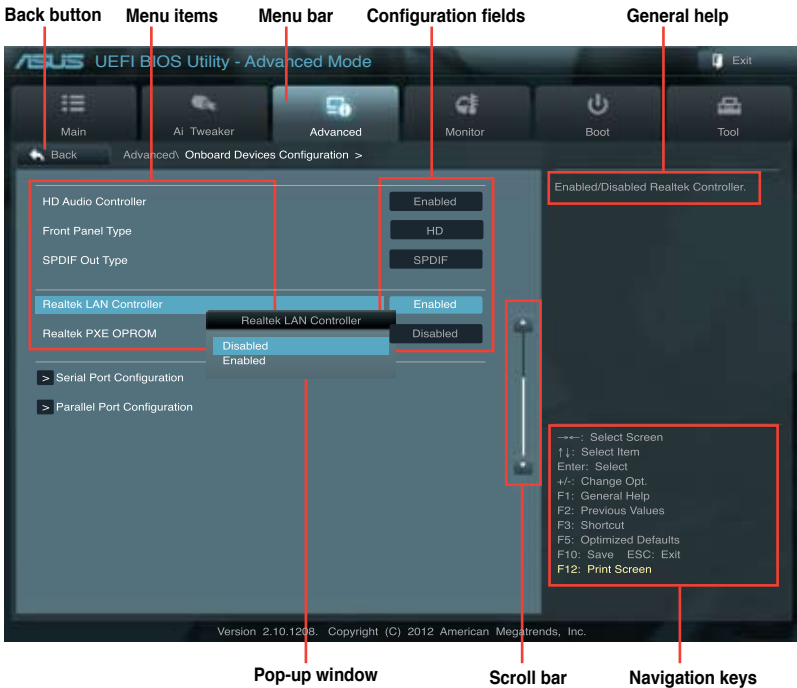 Back button Menu items Menu bar Configuration fields General help
ASUS UEFI BIOS Utility - Advanced Mode Exit
Main Ai Tweaker Advanced Monitor Boot Tool
Back Advanced\ Onboard Devices Configuration >
Enabled/Disabled Realtek Controller.
HD Audio Controller Enabled
Front Panel Type HD
SPDIF Out Type SPDIF
Realtek LAN Controller Enabled
Realtek PXE OPROM Disabled
Realtek LAN Controller
Disabled
Enabled
> Serial Port Configuration
> Parallel Port Configuration
→←: Select Screen
↑↓: Select Item
Enter: Select
+/-: Change Opt.
F1: General Help
F2: Previous Values
F3: Shortcut
F5: Optimized Defaults
F10: Save ESC: Exit
F12: Print Screen
Version 2.10.1208. Copyright (C) 2012 American Megatrends, Inc.
Pop-up window Scroll bar Navigation keys